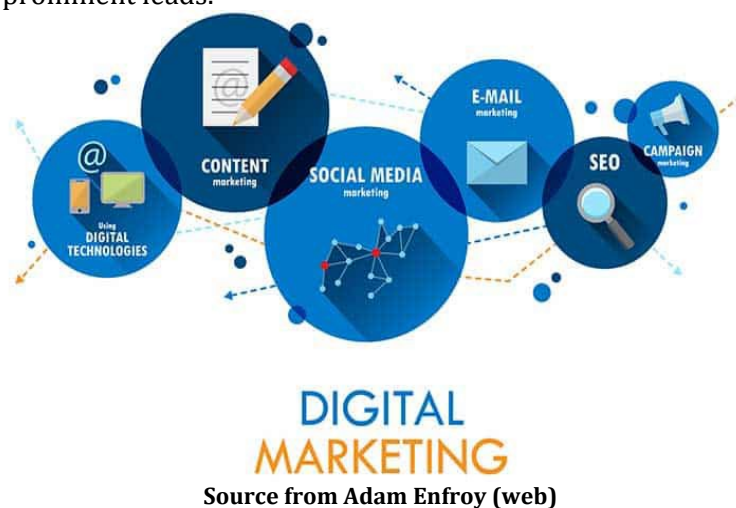 prominent leads.
@
CONTENT
marketing
E-MAIL
marketing
CAMPAIGN
marketing
SEO
SOCIAL MEDIA
marketing
@
Using
DIGITAL
TECHNOLOGIES
DIGITAL
MARKETING
Source from Adam Enfroy (web)